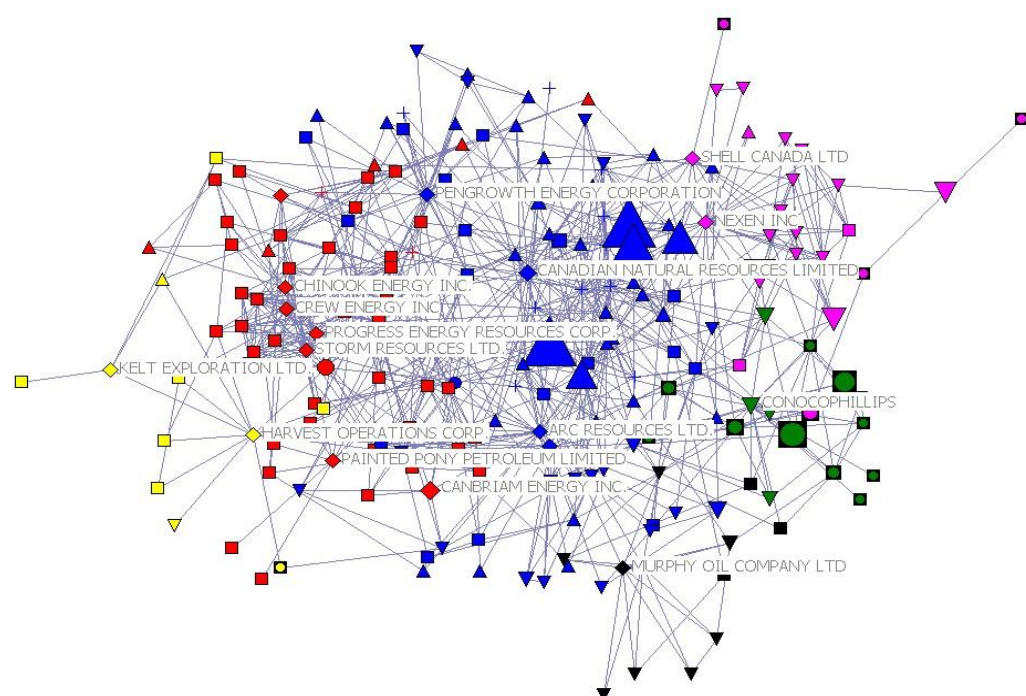 SHELL CANADA LTD
PENGROWTH ENERGY CORPORATION
NEXEN INC
CANADIAN NATURAL RESOURCES LIMITED
CHINOOK ENERGY INC.
CREW ENERGY INC.
PROGRESS ENERGY RESOURCES CORP.
STORM RESOURCES LTD.
KELT EXPLORATION LTD.
CONOCOPHILLIPS
HARVEST OPERATIONS CORP.
ARC RESOURCES LTD.
PAINTED PONY PETROLEUM LIMITED
CANBRIAM ENERGY INC.
MURPHY OIL COMPANY LTD